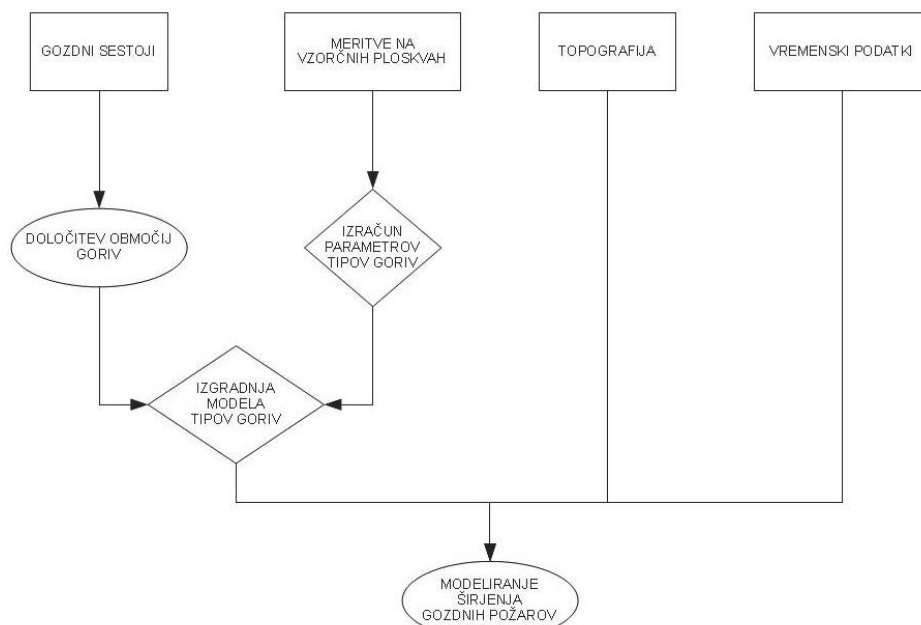 GOZDNI SESTOJI
MERITVE NA
VZORČNIH PLOSKVAH
TOPOGRAFIJA
VREMENSKI PODATKI
DOLOČITEV OBMOČIJ
GORIV
IZRAČUN
PARAMETROV
TIPOV GORIV
IZGRADNJA
MODELA
TIPOV GORIV
MODELIRANJE
ŠIRJENJA
GOZDNIH POŽAROV